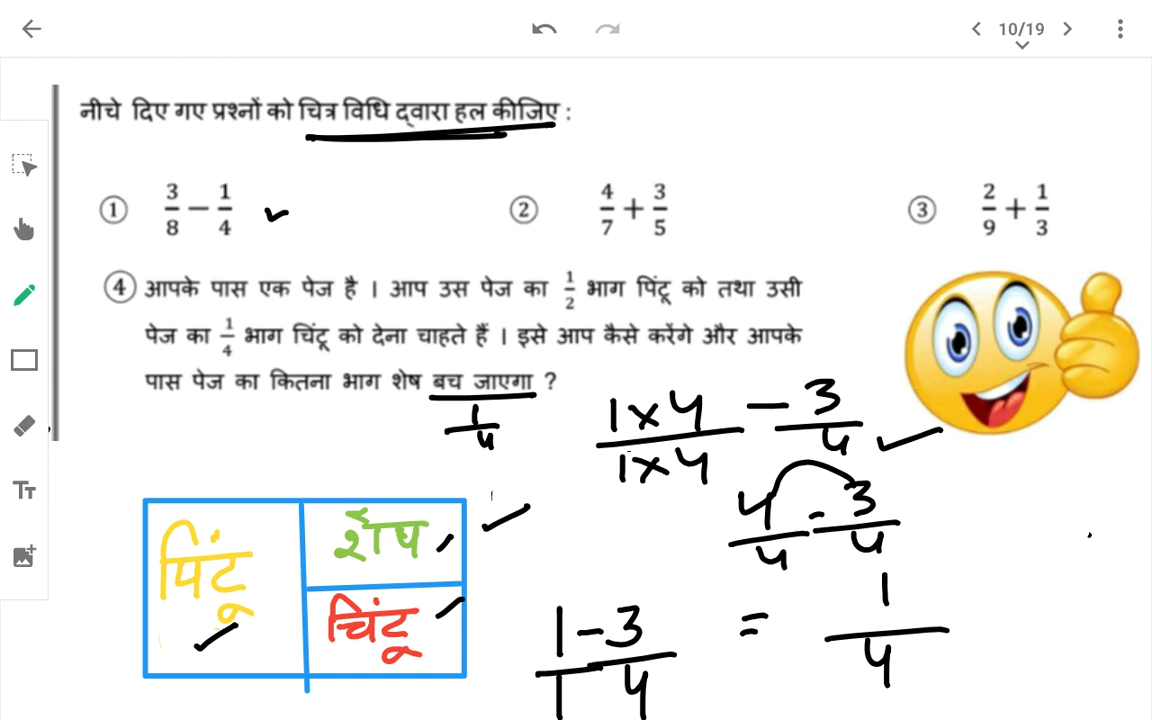 10/19
नीचे दिए गए प्रश्नों को चित्र विधि द्वारा हल कीजिए :
① 3/8 − 1/4 ② 4/7 + 3/5 ③ 2/9 + 1/3
④ आपके पास एक पेज है । आप उस पेज का 1/2 भाग पिंटू को तथा उसी
पेज का 1/4 भाग चिंटू को देना चाहते हैं । इसे आप कैसे करेंगे और आपके
पास पेज का कितना भाग शेष बच जाएगा ?
1/4
1×4/1×4 − 3/4
4/4 - 3/4
पिंटू
शेष
चिंटू
1/1 − 3/4 = 1/4
Tт